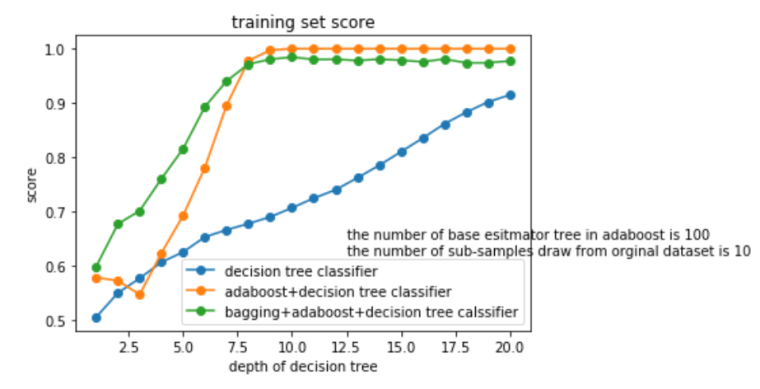 training set score
1.0
0.9
0.8
0.7
0.6
0.5
score
the number of base esitmator tree in adaboost is 100
the number of sub-samples draw from orginal dataset is 10
decision tree classifier
adaboost+decision tree classifier
bagging+adaboost+decision tree calssifier
2.5 5.0 7.5 10.0 12.5 15.0 17.5 20.0
depth of decision tree